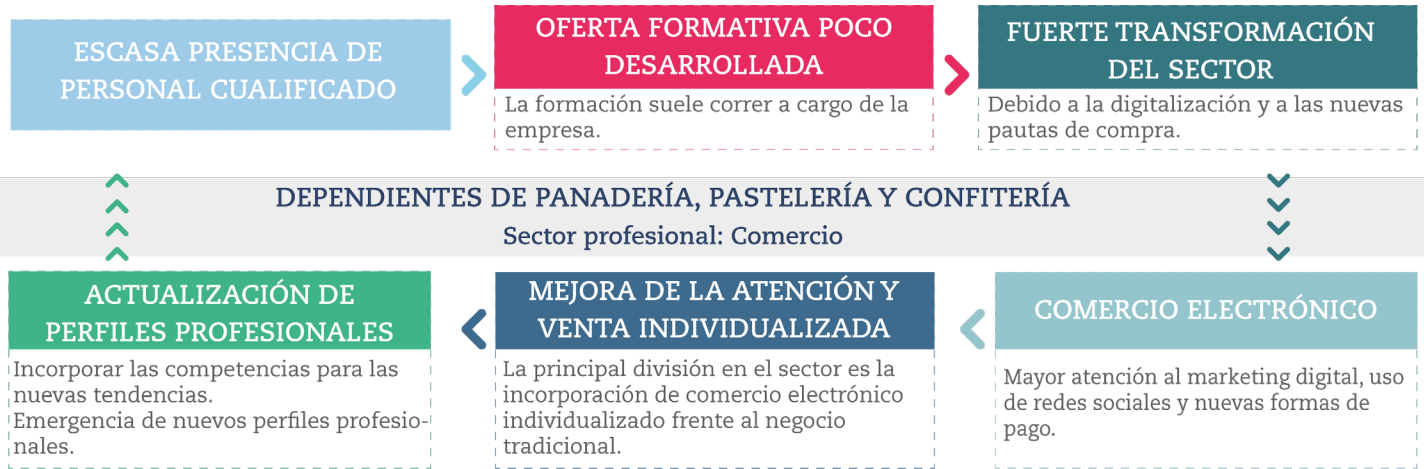 ESCASA PRESENCIA DE
PERSONAL CUALIFICADO
OFERTA FORMATIVA POCO
DESARROLLADA
La formación suele correr a cargo de la
empresa.
FUERTE TRANSFORMACIÓN
DEL SECTOR
Debido a la digitalización y a las nuevas
pautas de compra.
DEPENDIENTES DE PANADERÍA, PASTELERÍA Y CONFITERÍA
Sector profesional: Comercio
ACTUALIZACIÓN DE
PERFILES PROFESIONALES
Incorporar las competencias para las
nuevas tendencias.
Emergencia de nuevos perfiles profesio-
nales.
MEJORA DE LA ATENCIÓN Y
VENTA INDIVIDUALIZADA
La principal división en el sector es la
incorporación de comercio electrónico
individualizado frente al negocio
tradicional.
COMERCIO ELECTRÓNICO
Mayor atención al marketing digital, uso
de redes sociales y nuevas formas de
pago.